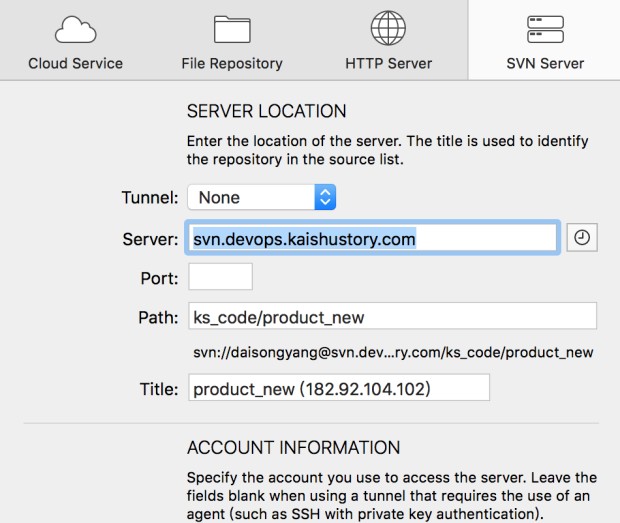 Cloud Service
File Repository
HTTP Server
SVN Server
SERVER LOCATION
Enter the location of the server. The title is used to identify
the repository in the source list.
Tunnel: None
Server: svn.devops.kaishustory.com
Port:
Path: ks_code/product_new
svn://daisongyang@svn.dev...ry.com/ks_code/product_new
Title: product_new (182.92.104.102)
ACCOUNT INFORMATION
Specify the account you use to access the server. Leave the
fields blank when using a tunnel that requires the use of an
agent (such as SSH with private key authentication).